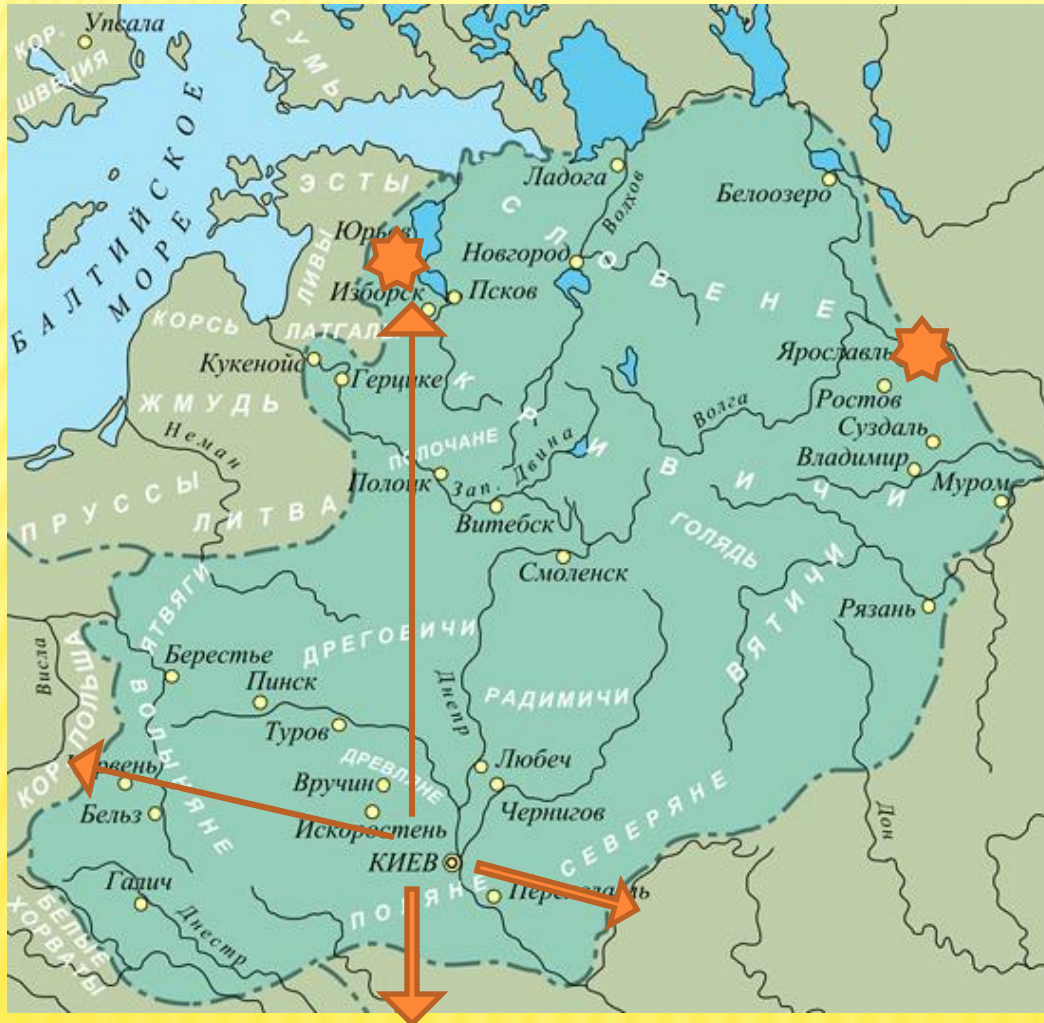 Упсала
КОР. ШВЕЦИЯ
СУМЬ
БАЛТИЙСКОЕ МОРЕ
ЭСТЫ
Ладога
Волхов
Белоозеро
СЛОВЕНЕ
Юрьев
ЛИВЫ
Новгород
Изборск
Псков
КОРСЬ
ЛАТГАЛЫ
Ярославль
Кукенойс
Герцике
ЖМУДЬ
Ростов
Волга
Суздаль
Неман
КРИВИЧИ
ПОЛОЧАНЕ
Владимир
Полоцк
Зап. Двина
Муром
ПРУССЫ
ЛИТВА
Витебск
ГОЛЯДЬ
Смоленск
ВЯТИЧИ
Рязань
ЯТВЯГИ
ДРЕГОВИЧИ
Висла
Берестье
КОР. ПОЛЬША
Пинск
Днепр
РАДИМИЧИ
ВОЛЫНЯНЕ
Туров
Любеч
ДРЕВЛЯНЕ
Червень
Вручин
Чернигов
Бельз
Искоростень
СЕВЕРЯНЕ
Дон
КИЕВ
Галич
ПОЛЯНЕ
Переяславль
БЕЛЫЕ ХОРВАТЫ
Днестр